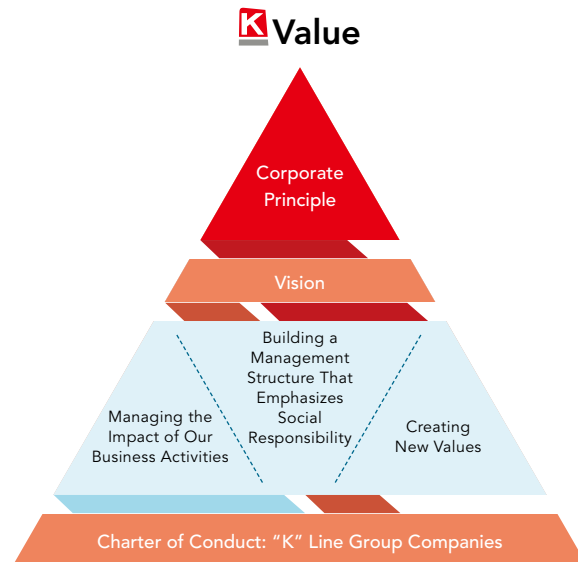 K Value
Corporate
Principle
Vision
Building a
Management
Structure That
Emphasizes
Social
Responsibility
Managing the
Impact of Our
Business Activities
Creating
New Values
Charter of Conduct: “K” Line Group Companies